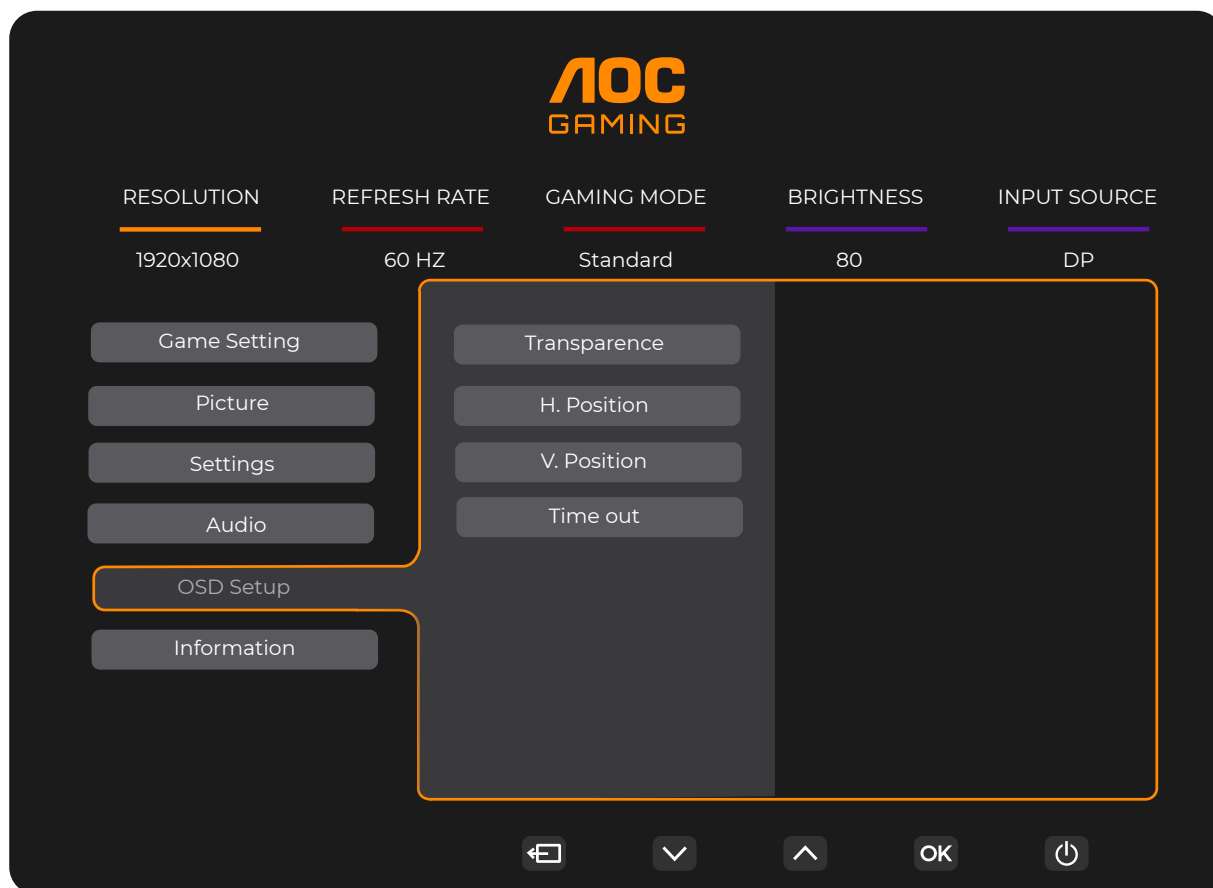 AOC
GAMING
RESOLUTION REFRESH RATE GAMING MODE BRIGHTNESS INPUT SOURCE
1920x1080 60 HZ Standard 80 DP
Game Setting
Picture
Settings
Audio
OSD Setup
Information
Transparence
H. Position
V. Position
Time out
OK